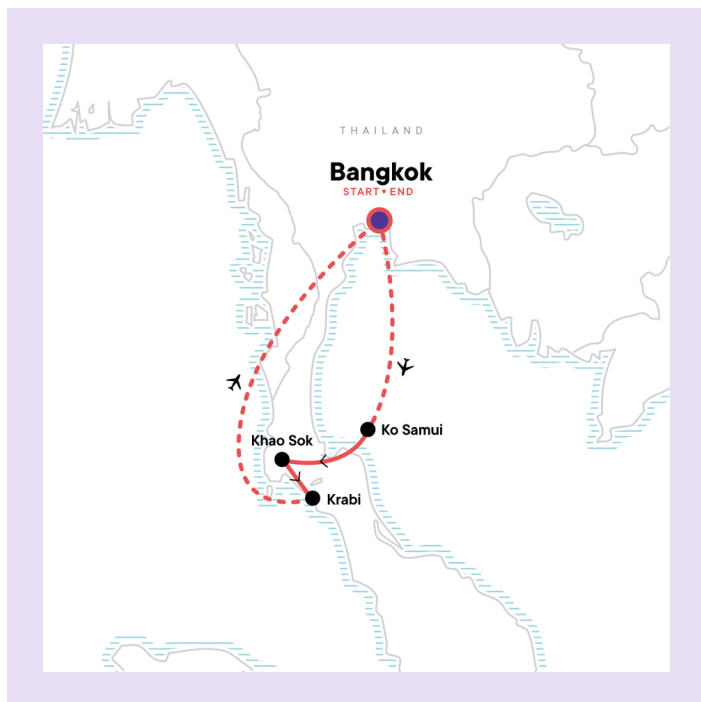 THAILAND
Bangkok
START • END
Ko Samui
Khao Sok
Krabi